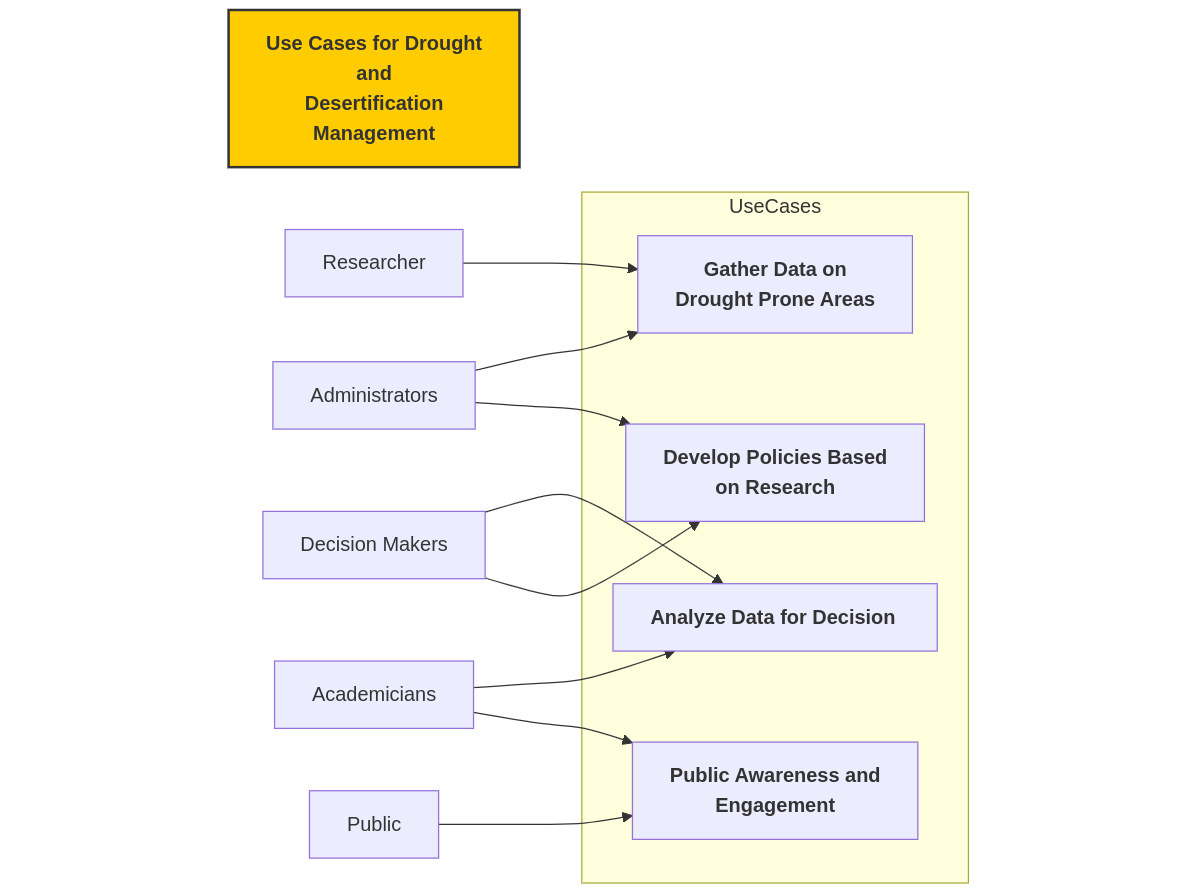 Use Cases for Drought
and
Desertification
Management
UseCases
Researcher
Gather Data on
Drought Prone Areas
Administrators
Develop Policies Based
on Research
Decision Makers
Analyze Data for Decision
Academicians
Public Awareness and
Engagement
Public